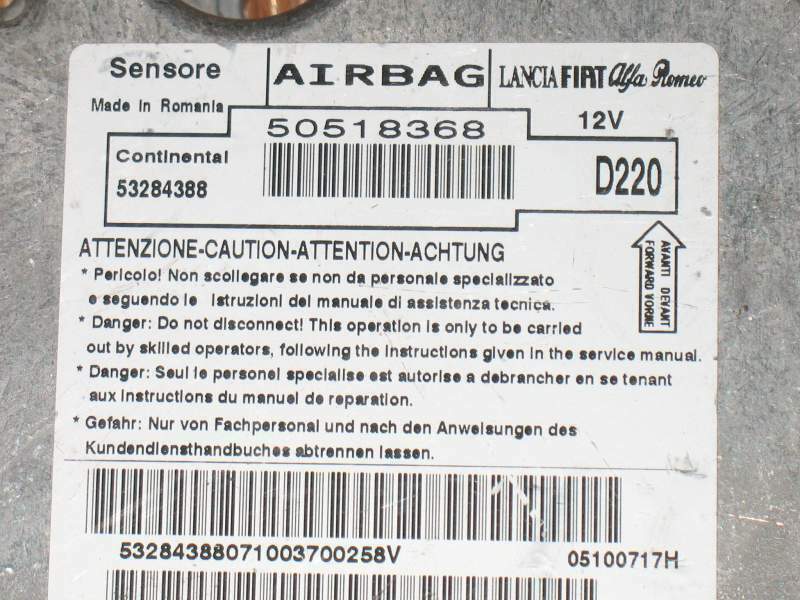 Sensore AIRBAG LANCIA FIAT Alfa Romeo
Made in Romania
50518368 12V
Continental
53284388 D220
AVANTI DEVANT
FORWARD VORNE
ATTENZIONE-CAUTION-ATTENTION-ACHTUNG
* Pericolo! Non scollegare se non da personale specializzato
e seguendo le istruzioni del manuale di assistenza tecnica.
* Danger: Do not disconnect! This operation is only to be carried
out by skilled operators, following the instructions given in the service manual.
* Danger: Seul le personel specialise est autorise a debrancher en se tenant
aux instructions du manuel de reparation.
* Gefahr: Nur von Fachpersonal und nach den Anweisungen des
Kundendiensthandbuches abtrennen lassen.
53284388071003700258V 05100717H